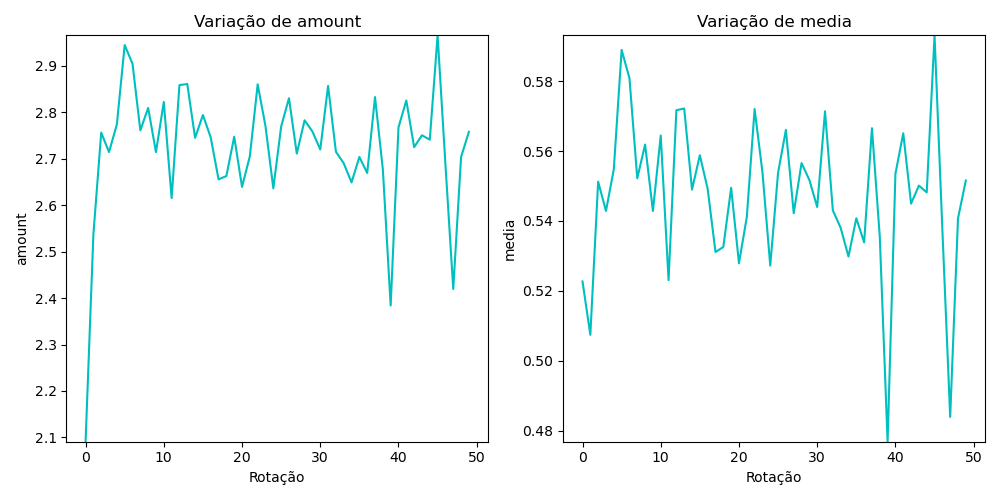 Variação de amount
2.9
2.8
2.7
2.6
2.5
2.4
2.3
2.2
2.1
amount
0 10 20 30 40 50
Rotação
Variação de media
0.58
0.56
0.54
0.52
0.50
0.48
media
0 10 20 30 40 50
Rotação